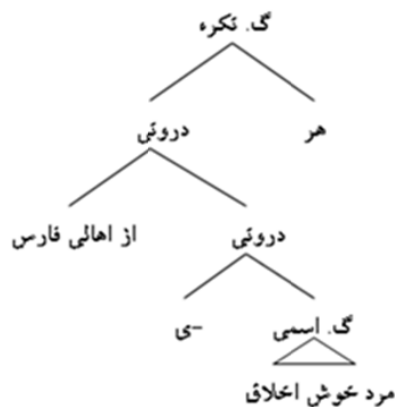 گ. نکره
درونی هر
از اهالی فارس درونی
-ی گ. اسمی
مرد خوش اخلاق